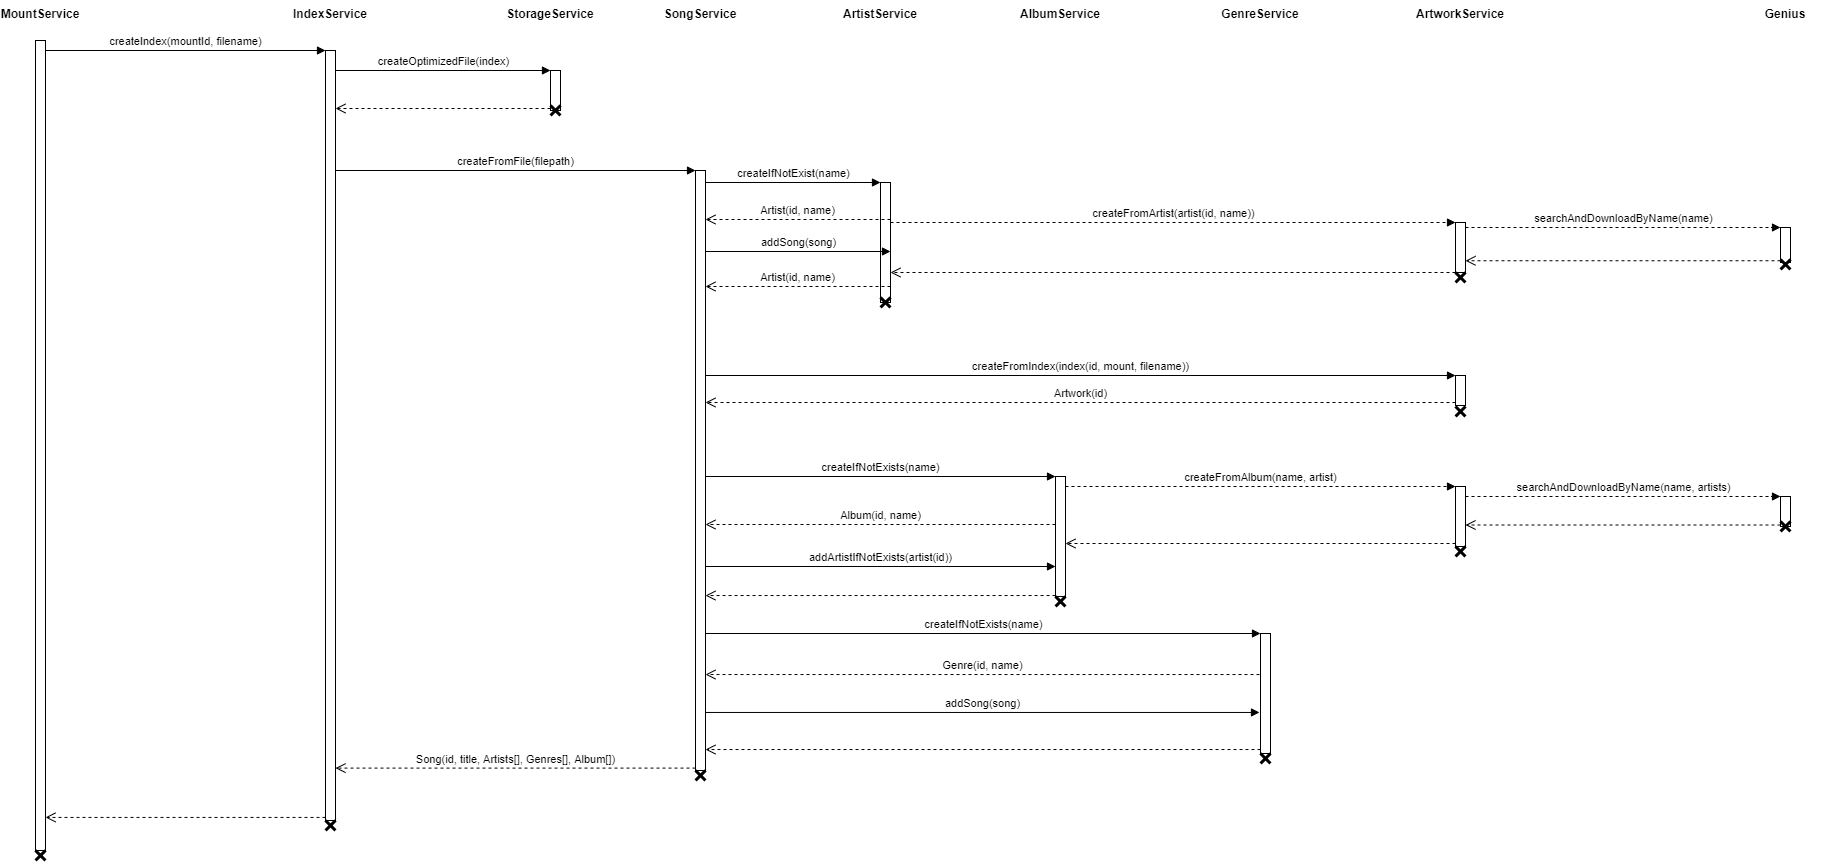 MountService
IndexService
StorageService
SongService
ArtistService
AlbumService
GenreService
ArtworkService
Genius
createIndex(mountId, filename)
createOptimizedFile(index)
createFromFile(filepath)
createIfNotExist(name)
Artist(id, name)
createFromArtist(artist(id, name))
searchAndDownloadByName(name)
addSong(song)
Artist(id, name)
createFromIndex(index(id, mount, filename))
Artwork(id)
createIfNotExists(name)
createFromAlbum(name, artist)
searchAndDownloadByName(name, artists)
Album(id, name)
addArtistIfNotExists(artist(id))
createIfNotExists(name)
Genre(id, name)
addSong(song)
Song(id, title, Artists[], Genres[], Album[])